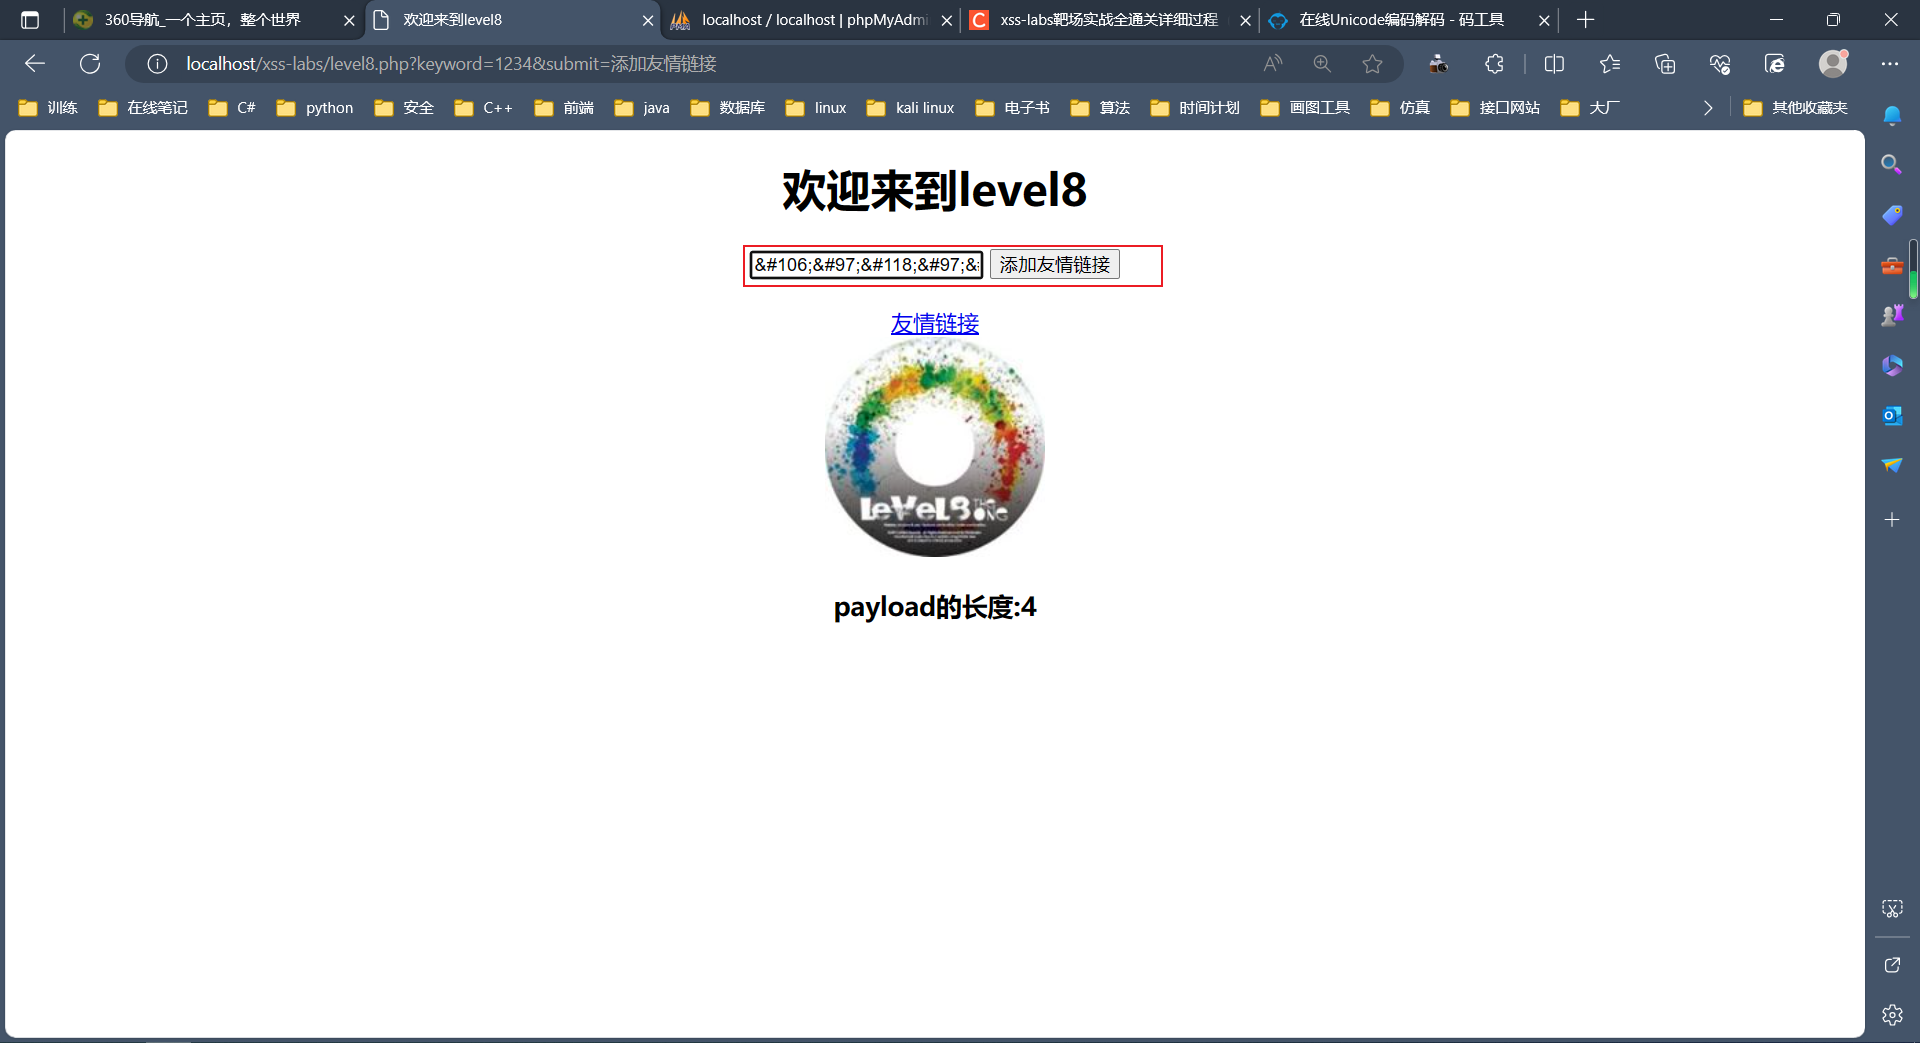 360导航_一个主页，整个世界
欢迎来到level8
localhost / localhost | phpMyAdmi
xss-labs靶场实战全通关详细过程
在线Unicode编码解码 - 码工具
localhost/xss-labs/level8.php?keyword=1234&submit=添加友情链接
训练
在线笔记
C#
python
安全
C++
前端
java
数据库
linux
kali linux
电子书
算法
时间计划
画图工具
仿真
接口网站
大厂
其他收藏夹
欢迎来到level8
&#106;&#97;&#118;&#97;&#
添加友情链接
友情链接
LeVeL8
THE
SONG
payload的长度:4